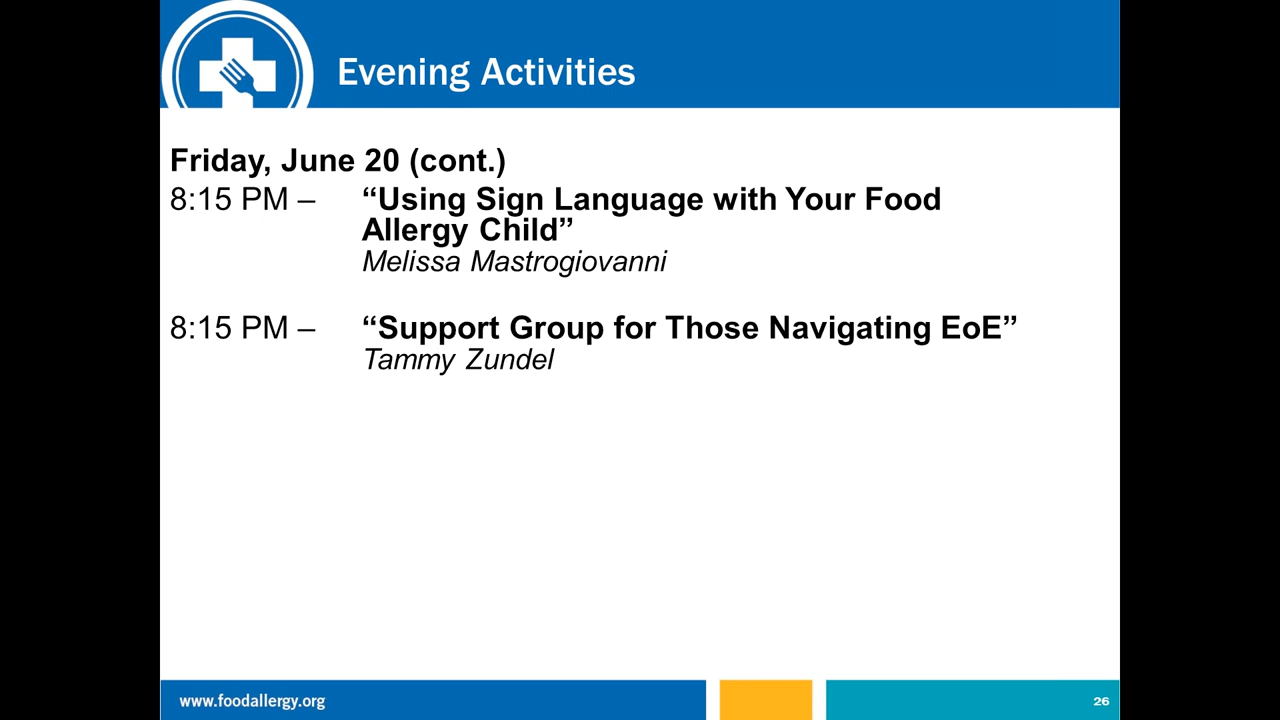 Evening Activities
Friday, June 20 (cont.)
8:15 PM – “Using Sign Language with Your Food
Allergy Child”
Melissa Mastrogiovanni
8:15 PM – “Support Group for Those Navigating EoE”
Tammy Zundel
www.foodallergy.org
26